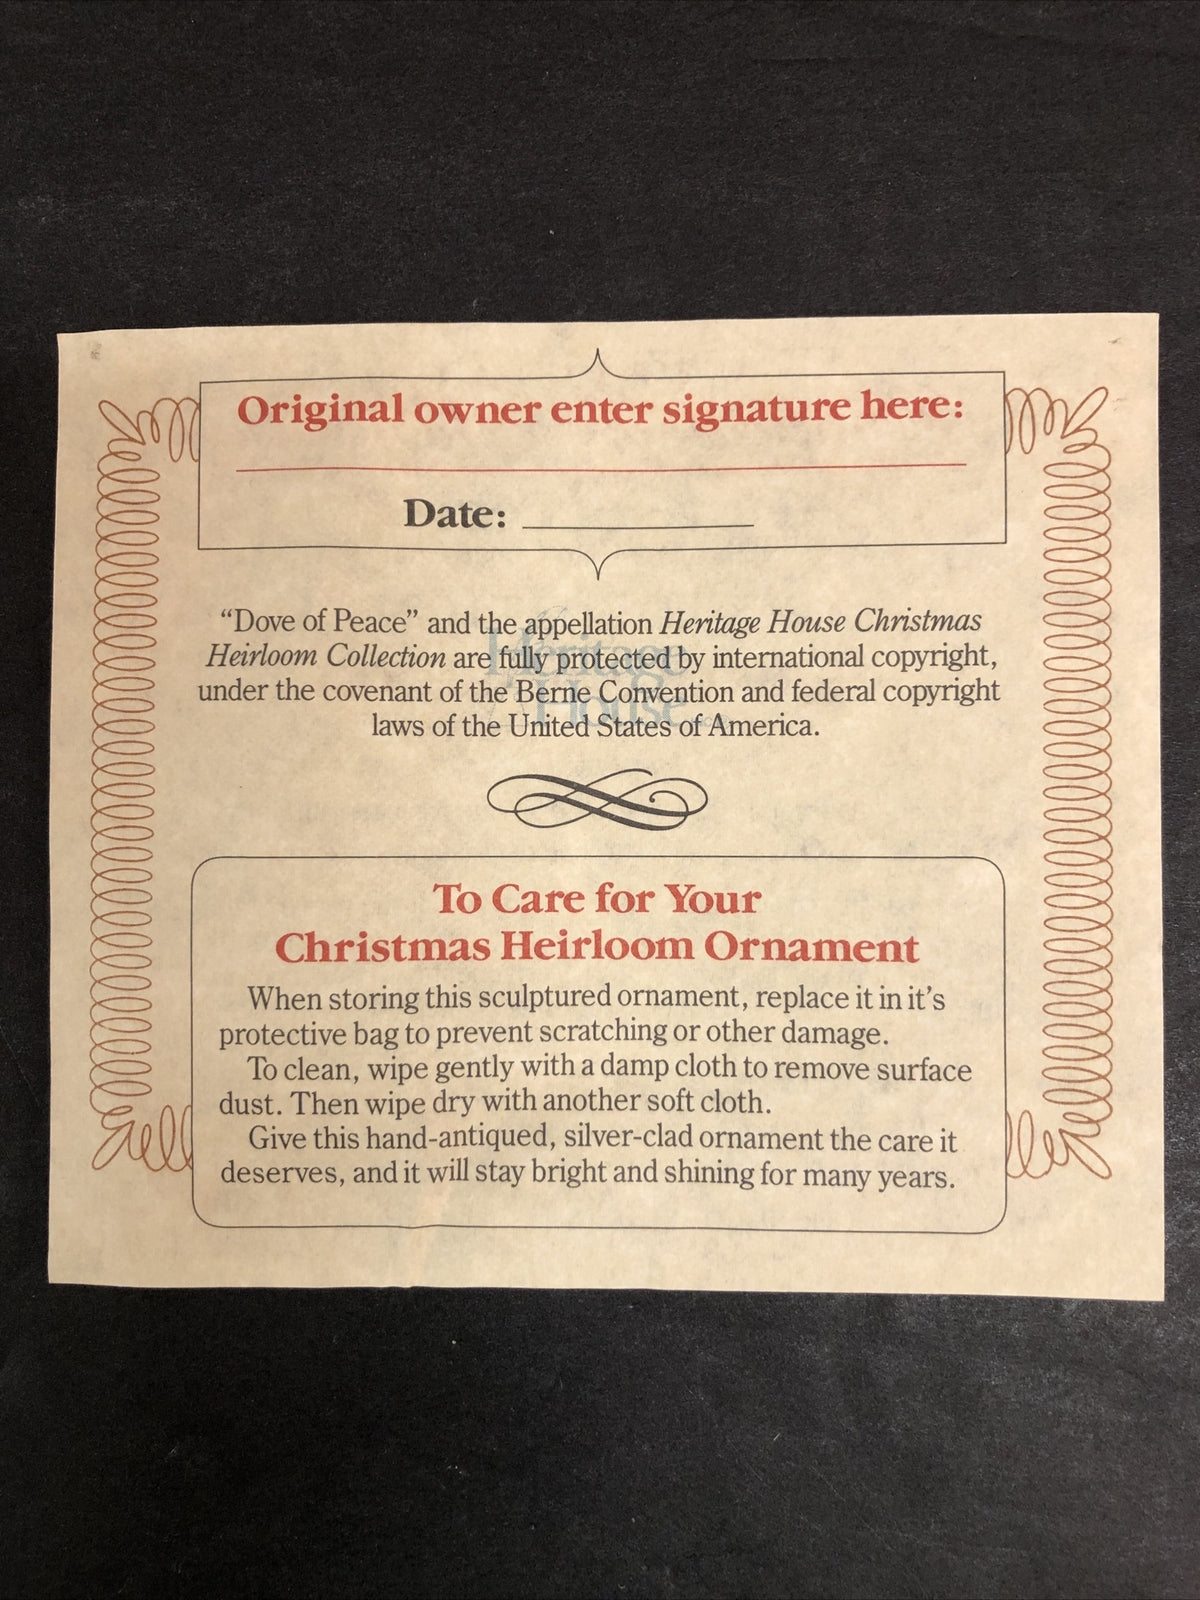 Original owner enter signature here:
Date:
“Dove of Peace” and the appellation Heritage House Christmas
Heirloom Collection are fully protected by international copyright,
under the covenant of the Berne Convention and federal copyright
laws of the United States of America.
Heritage
House
To Care for Your
Christmas Heirloom Ornament
When storing this sculptured ornament, replace it in it’s
protective bag to prevent scratching or other damage.
To clean, wipe gently with a damp cloth to remove surface
dust. Then wipe dry with another soft cloth.
Give this hand-antiqued, silver-clad ornament the care it
deserves, and it will stay bright and shining for many years.